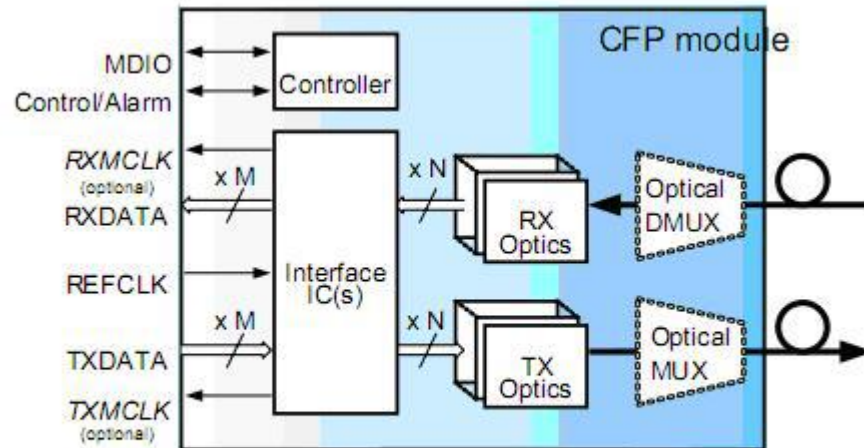 CFP module
MDIO
Control/Alarm
Controller
RXMCLK
(optional)
RXDATA
x M
x N
RX
Optics
Optical
DMUX
REFCLK
Interface
IC(s)
x M
x N
TXDATA
TX
Optics
Optical
MUX
TXMCLK
(optional)